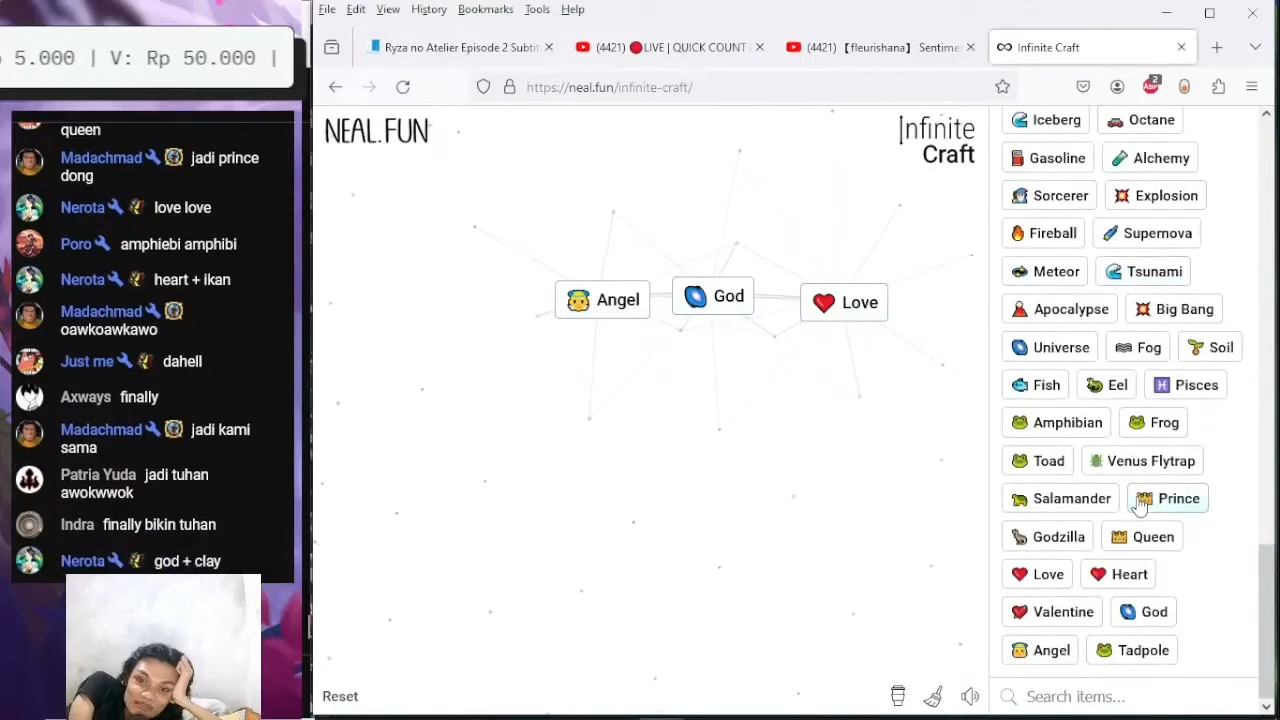 5.000 | V: Rp 50.000 |
queen
Madachmad jadi prince
dong
Nerota love love
Poro amphiebi amphibi
Nerota heart + ikan
Madachmad
oawkoawkawo
Just me dahell
Axways finally
Madachmad jadi kami
sama
Patria Yuda jadi tuhan
awokwwok
Indra finally bikin tuhan
Nerota god + clay
File Edit View History Bookmarks Tools Help
Ryza no Atelier Episode 2 Subtit
(4421) LIVE | QUICK COUNT
(4421) 【fleurishana】 Sentime
Infinite Craft
https://neal.fun/infinite-craft/
2
NEAL.FUN
Infinite
Craft
Angel
God
Love
Reset
Iceberg Octane
Gasoline Alchemy
Sorcerer Explosion
Fireball Supernova
Meteor Tsunami
Apocalypse Big Bang
Universe Fog Soil
Fish Eel Pisces
Amphibian Frog
Toad Venus Flytrap
Salamander Prince
Godzilla Queen
Love Heart
Valentine God
Angel Tadpole
Search items...